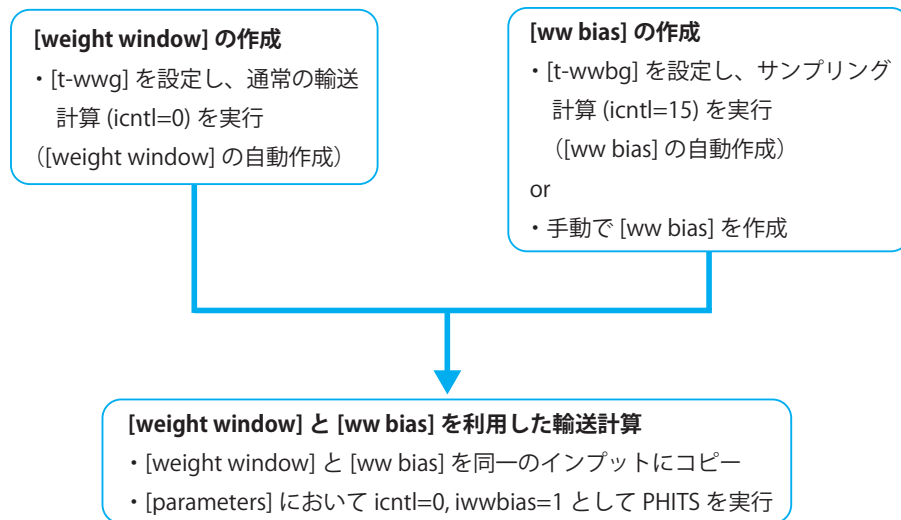 [weight window] の作成
・[t-wwg] を設定し、通常の輸送
計算 (icntl=0) を実行
（[weight window] の自動作成）
[ww bias] の作成
・[t-wwbg] を設定し、サンプリング
計算 (icntl=15) を実行
（[ww bias] の自動作成）
or
・手動で [ww bias] を作成
[weight window] と [ww bias] を利用した輸送計算
・[weight window] と [ww bias] を同一のインプットにコピー
・[parameters] において icntl=0, iwwbias=1 として PHITS を実行